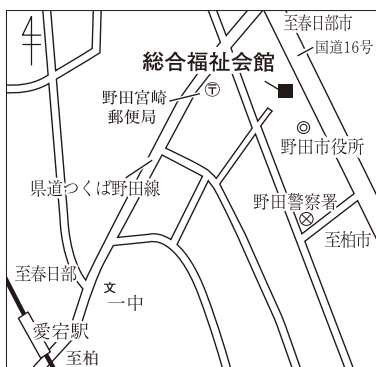 至春日部市
国道16号
総合福祉会館
野田宮崎
郵便局
野田市役所
県道つくば野田線
野田警察署
至柏市
至春日部
文
一中
愛宕駅
至柏